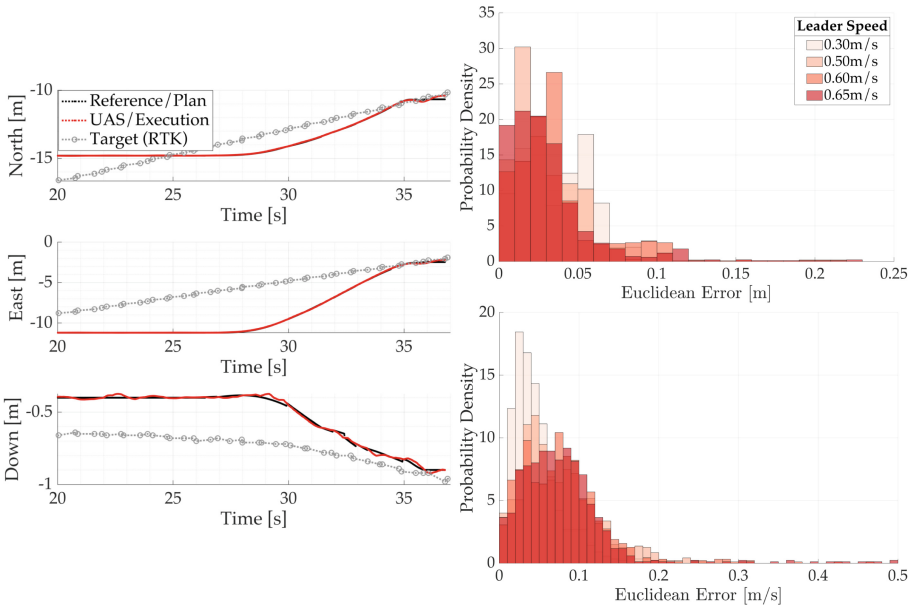 -10
-15
North [m]
Reference/Plan
UAS/Execution
Target (RTK)
20 25 30 35
Time [s]
0
-5
-10
East [m]
20 25 30 35
Time [s]
-0.5
-1
Down [m]
20 25 30 35
Time [s]
35
30
25
20
15
10
5
0
Probability Density
Leader Speed
0.30m/s
0.50m/s
0.60m/s
0.65m/s
0 0.05 0.1 0.15 0.2 0.25
Euclidean Error [m]
20
15
10
5
0
Probability Density
0 0.1 0.2 0.3 0.4 0.5
Euclidean Error [m/s]